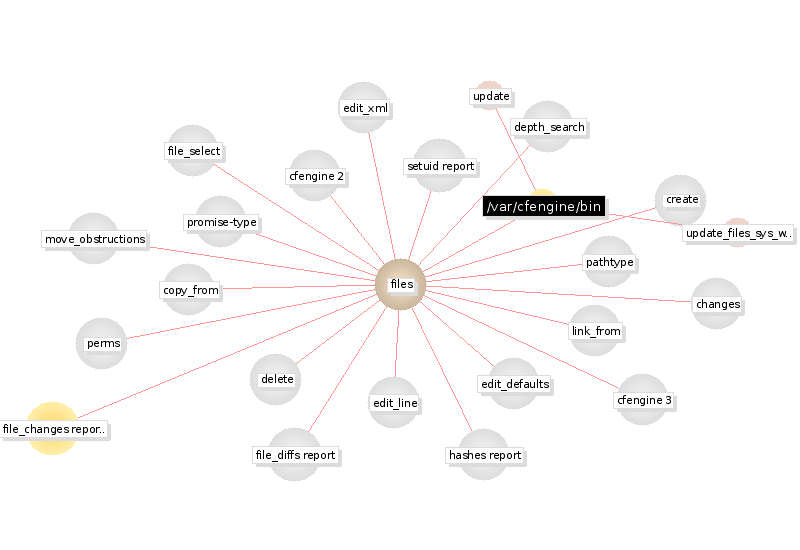 update
edit_xml
depth_search
file_select
setuid report
cfengine 2
create
/var/cfengine/bin
promise-type
update_files_sys_w..
move_obstructions
pathtype
files
copy_from
changes
link_from
perms
delete
edit_defaults
cfengine 3
edit_line
file_changes repor..
file_diffs report
hashes report